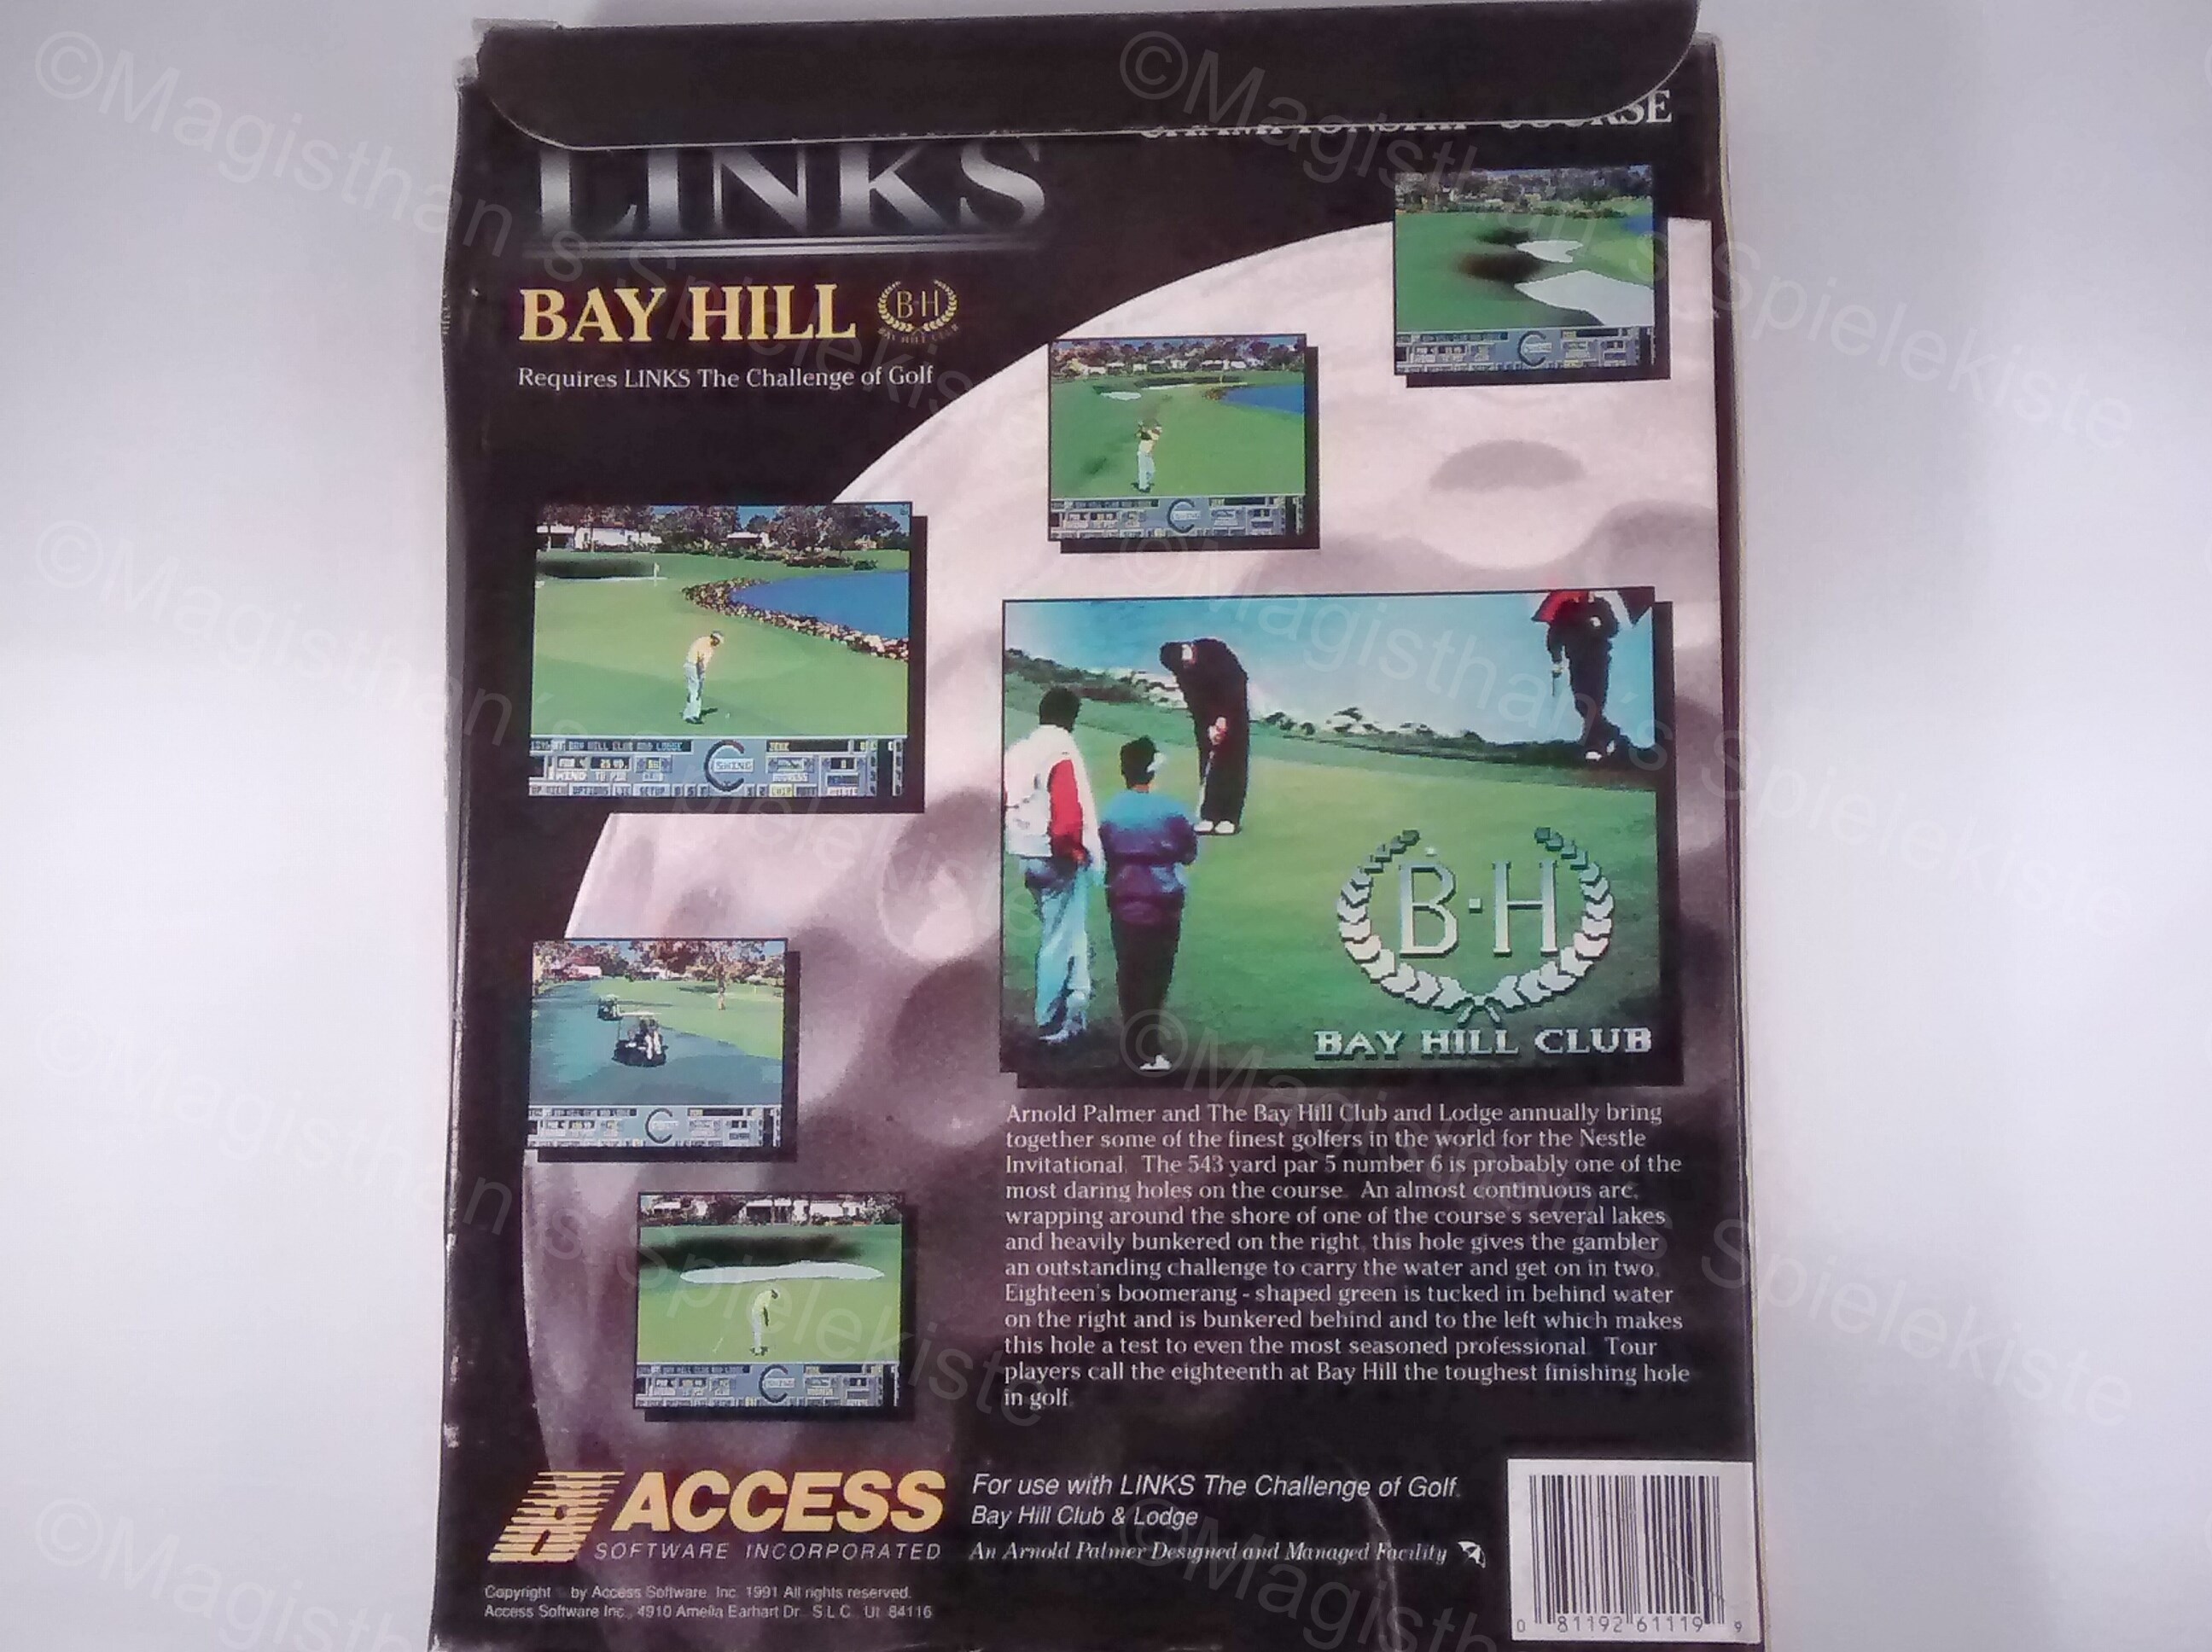 CHAMPIONSHIP COURSE
LINKS
BAY HILL
B·H
BAY HILL CLUB
Requires LINKS The Challenge of Golf
B·H
BAY HILL CLUB
Arnold Palmer and The Bay Hill Club and Lodge annually bring
together some of the finest golfers in the world for the Nestle
Invitational. The 543 yard par 5 number 6 is probably one of the
most daring holes on the course. An almost continuous arc,
wrapping around the shore of one of the course's several lakes
and heavily bunkered on the right, this hole gives the gambler
an outstanding challenge to carry the water and get on in two.
Eighteen's boomerang - shaped green is tucked in behind water
on the right and is bunkered behind and to the left which makes
this hole a test to even the most seasoned professional. Tour
players call the eighteenth at Bay Hill the toughest finishing hole
in golf.
ACCESS
SOFTWARE INCORPORATED
For use with LINKS The Challenge of Golf.
Bay Hill Club & Lodge
An Arnold Palmer Designed and Managed Facility
Copyright by Access Software Inc. 1991 All rights reserved.
Access Software Inc., 4910 Amelia Earhart Dr. S.L.C. Ut 84116
0 81192 61119 9
©Magisthan´s Spielekiste